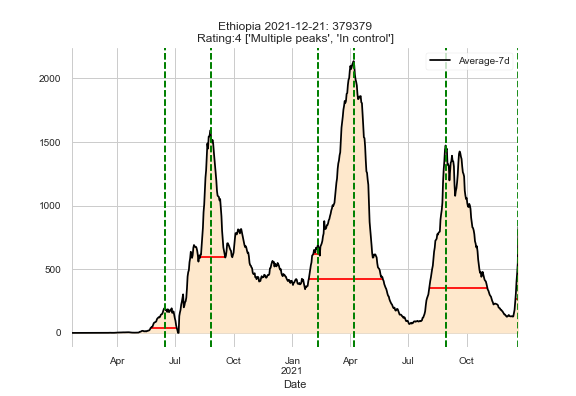 Ethiopia 2021-12-21: 379379
Rating:4 ['Multiple peaks', 'In control']
Average-7d
2000
1500
1000
500
0
Apr Jul Oct Jan Apr Jul Oct
2021
Date